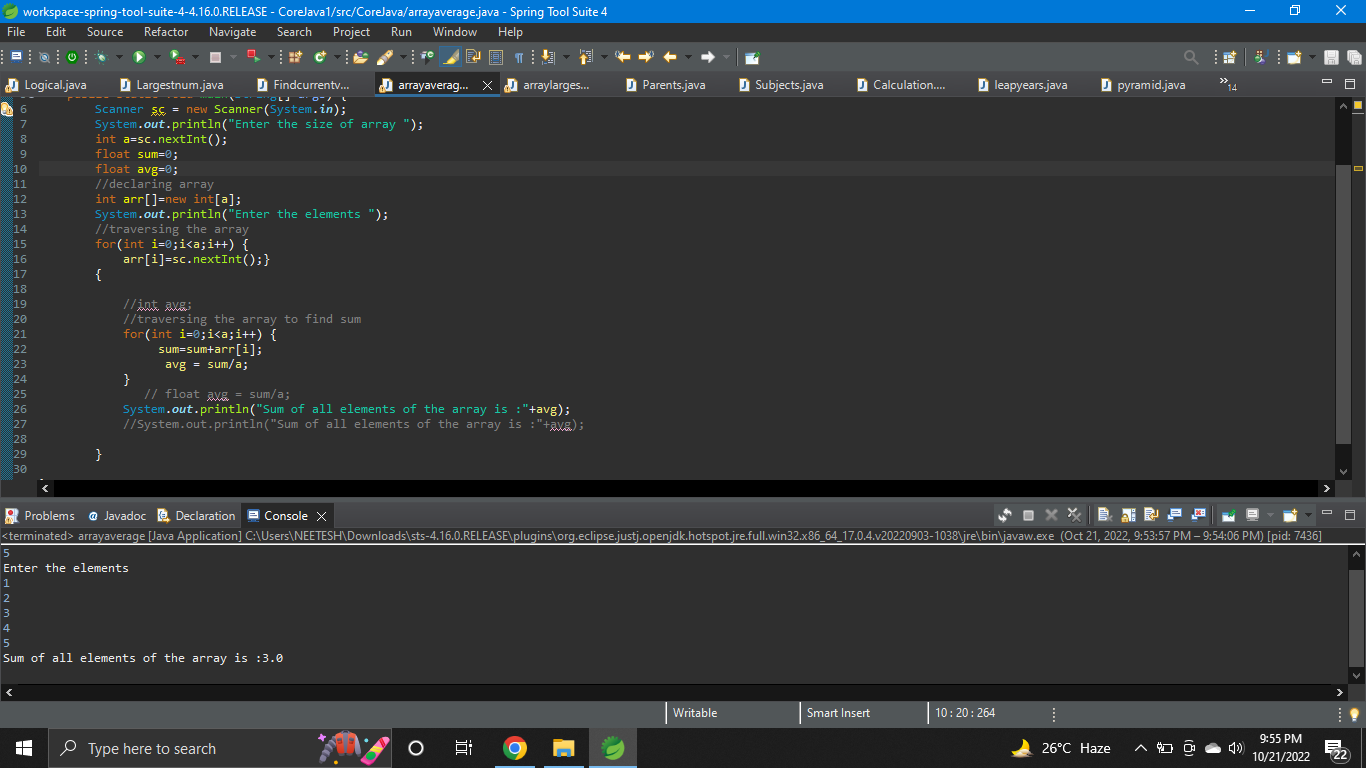 workspace-spring-tool-suite-4-4.16.0.RELEASE - CoreJava1/src/CoreJava/arrayaverage.java - Spring Tool Suite 4
File Edit Source Refactor Navigate Search Project Run Window Help
Logical.java Largestnum.java Findcurrentv... arrayaverag... arraylarges... Parents.java Subjects.java Calculation.... leapyears.java pyramid.java 14
6 Scanner sc = new Scanner(System.in);
7 System.out.println("Enter the size of array ");
8 int a=sc.nextInt();
9 float sum=0;
10 float avg=0;
11 //declaring array
12 int arr[]=new int[a];
13 System.out.println("Enter the elements ");
14 //traversing the array
15 for(int i=0;i<a;i++) {
16 arr[i]=sc.nextInt();}
17 {
18
19 //int avg;
20 //traversing the array to find sum
21 for(int i=0;i<a;i++) {
22 sum=sum+arr[i];
23 avg = sum/a;
24 }
25 // float avg = sum/a;
26 System.out.println("Sum of all elements of the array is :"+avg);
27 //System.out.println("Sum of all elements of the array is :"+avg);
28
29 }
30
Problems @ Javadoc Declaration Console
<terminated> arrayaverage [Java Application] C:\Users\NEETESH\Downloads\sts-4.16.0.RELEASE\plugins\org.eclipse.justj.openjdk.hotspot.jre.full.win32.x86_64_17.0.4.v20220903-1038\jre\bin\javaw.exe (Oct 21, 2022, 9:53:57 PM – 9:54:06 PM) [pid: 7436]
5
Enter the elements
1
2
3
4
5
Sum of all elements of the array is :3.0
Writable Smart Insert 10 : 20 : 264
Type here to search 26°C Haze 9:55 PM
10/21/2022 22